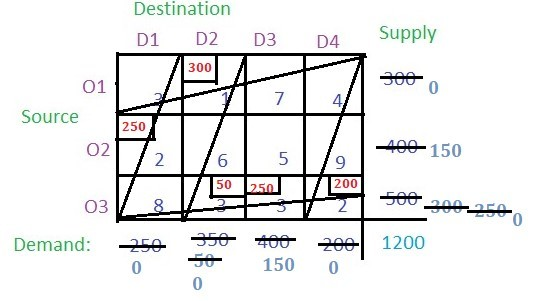 Destination
D1 D2 D3 D4 Supply
300
O1 3 1 7 4 300 0
Source
250
O2 2 6 5 9 400 150
50 250 200
O3 8 3 3 2 500 300 250 0
Demand: 250 350 400 200 1200
0 50 150 0
0